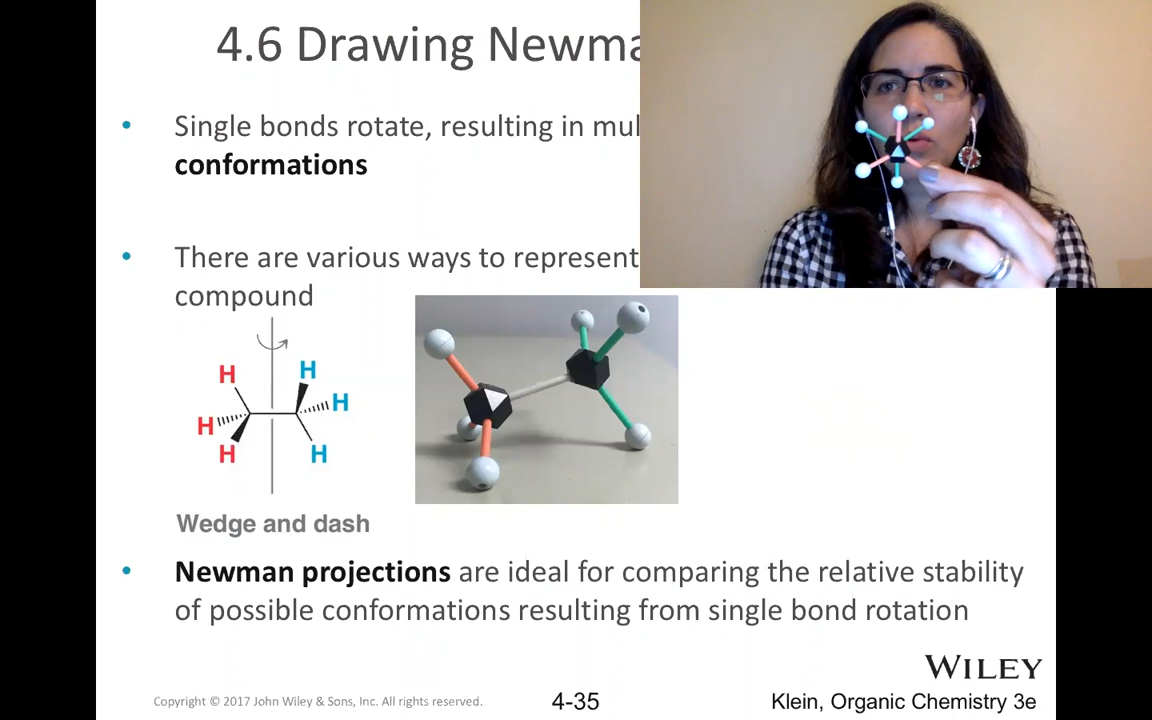 4.6 Drawing Newma
Single bonds rotate, resulting in mul
conformations
There are various ways to represent
compound
H
H
H
H
H
H
Wedge and dash
Newman projections are ideal for comparing the relative stability
of possible conformations resulting from single bond rotation
WILEY
Copyright © 2017 John Wiley & Sons, Inc. All rights reserved.
4-35
Klein, Organic Chemistry 3e